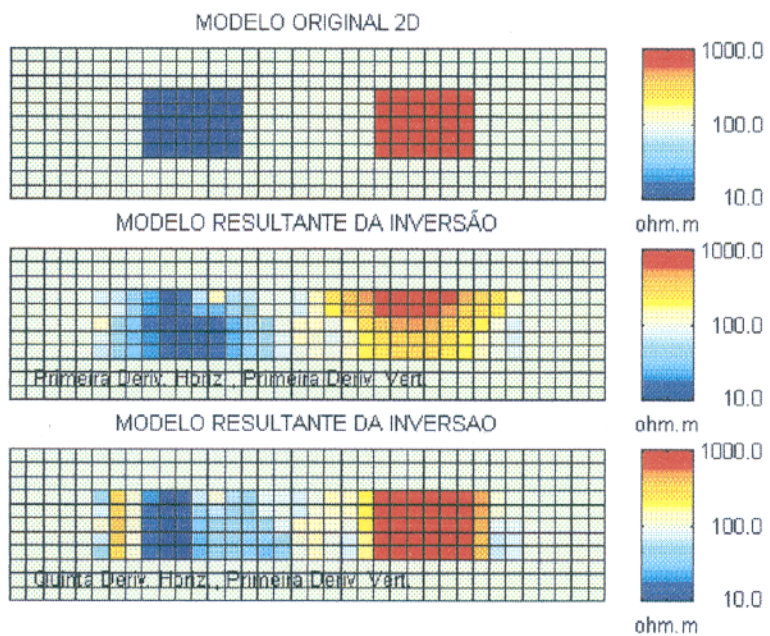 MODELO ORIGINAL 2D
1000.0
100.0
10.0
ohm.m
MODELO RESULTANTE DA INVERSÃO
1000.0
100.0
10.0
ohm.m
Primeira Deriv. Horiz., Primeira Deriv. Vert.
MODELO RESULTANTE DA INVERSAO
1000.0
100.0
10.0
ohm.m
Quinta Deriv. Horiz., Primeira Deriv. Vert.